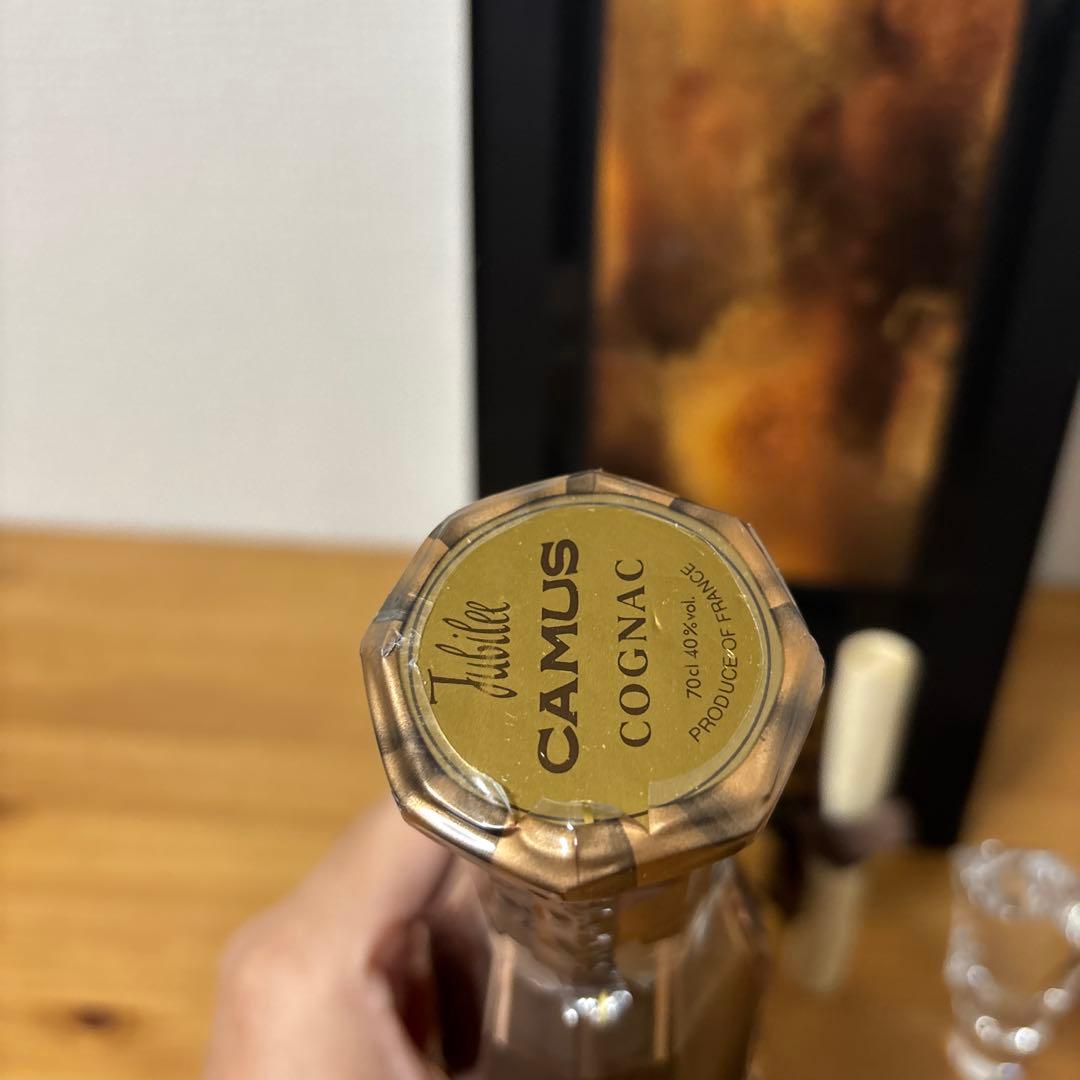 Jubilee
CAMUS
COGNAC
70cl 40%vol.
PRODUCE OF FRANCE